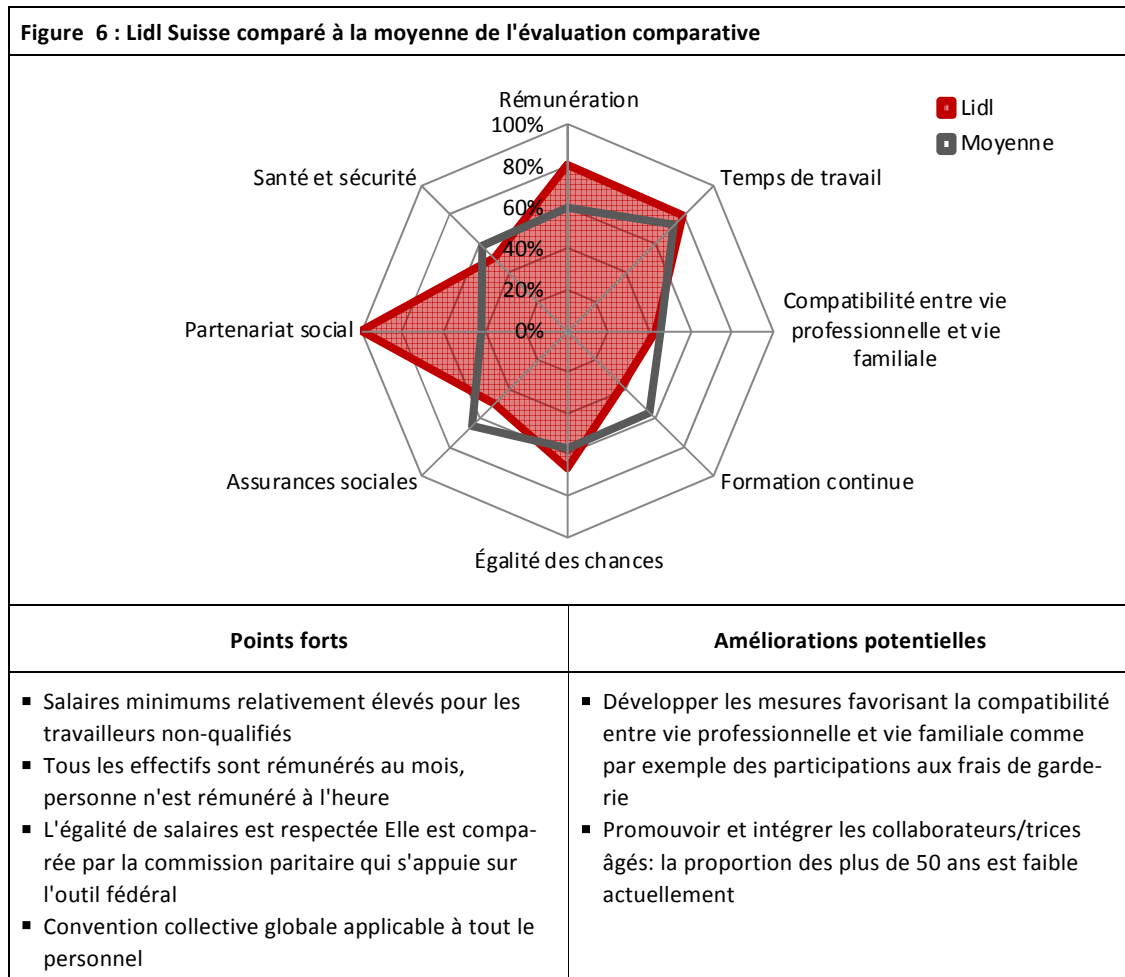 Figure 6 : Lidl Suisse comparé à la moyenne de l'évaluation comparative
Rémunération
Lidl
Moyenne
100%
80%
60%
40%
20%
0%
Santé et sécurité
Temps de travail
Partenariat social
Compatibilité entre vie
professionnelle et vie
familiale
Assurances sociales
Formation continue
Égalité des chances
Points forts
Améliorations potentielles
▪ Salaires minimums relativement élevés pour les
travailleurs non-qualifiés
▪ Tous les effectifs sont rémunérés au mois,
personne n'est rémunéré à l'heure
▪ L'égalité de salaires est respectée Elle est compa-
rée par la commission paritaire qui s'appuie sur
l'outil fédéral
▪ Convention collective globale applicable à tout le
personnel
▪ Développer les mesures favorisant la compatibilité
entre vie professionnelle et vie familiale comme
par exemple des participations aux frais de garde-
rie
▪ Promouvoir et intégrer les collaborateurs/trices
âgés: la proportion des plus de 50 ans est faible
actuellement